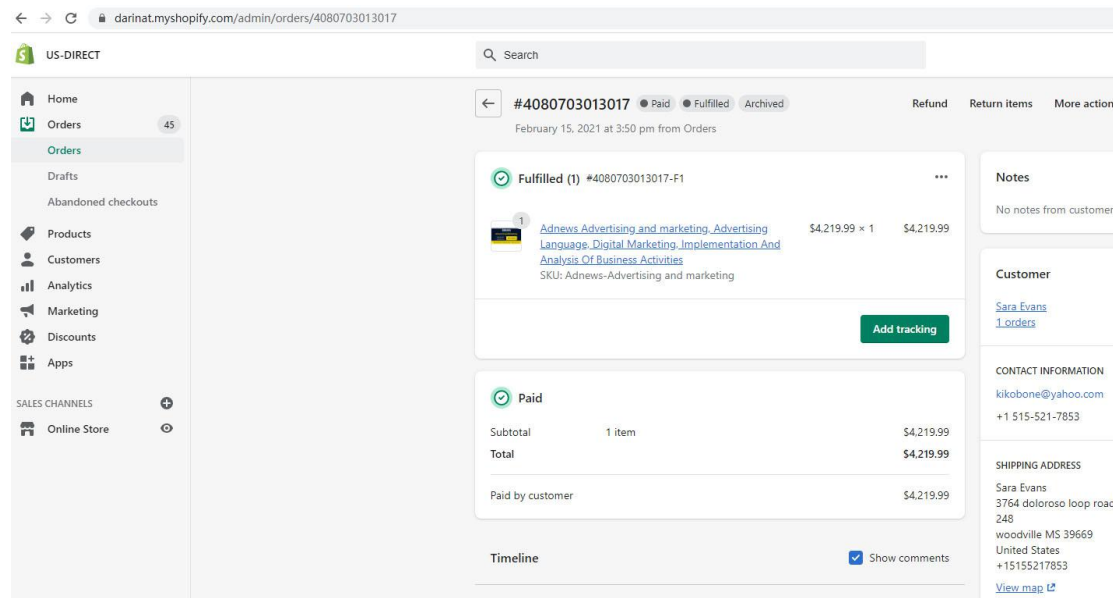 darinat.myshopify.com/admin/orders/4080703013017
US-DIRECT
Search
Home
Orders 45
Orders
Drafts
Abandoned checkouts
Products
Customers
Analytics
Marketing
Discounts
Apps
SALES CHANNELS
Online Store
#4080703013017 Paid Fulfilled Archived
Refund Return items More action
February 15, 2021 at 3:50 pm from Orders
Fulfilled (1) #4080703013017-F1
1
Adnews Advertising and marketing, Advertising $4,219.99 × 1 $4,219.99
Language, Digital Marketing, Implementation And
Analysis Of Business Activities
SKU: Adnews-Advertising and marketing
Add tracking
Paid
Subtotal 1 item $4,219.99
Total $4,219.99
Paid by customer $4,219.99
Timeline
Show comments
Notes
No notes from customer
Customer
Sara Evans
1 orders
CONTACT INFORMATION
kikobone@yahoo.com
+1 515-521-7853
SHIPPING ADDRESS
Sara Evans
3764 doloroso loop road
248
woodville MS 39669
United States
+15155217853
View map